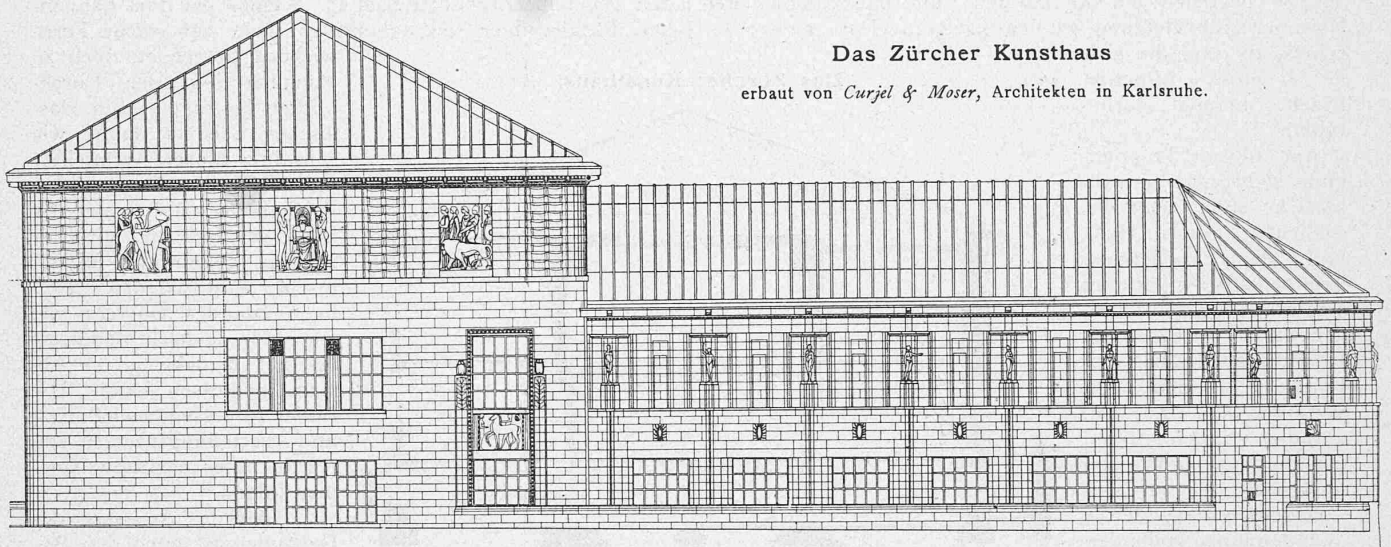 Das Zürcher Kunsthaus
erbaut von Curjel & Moser, Architekten in Karlsruhe.